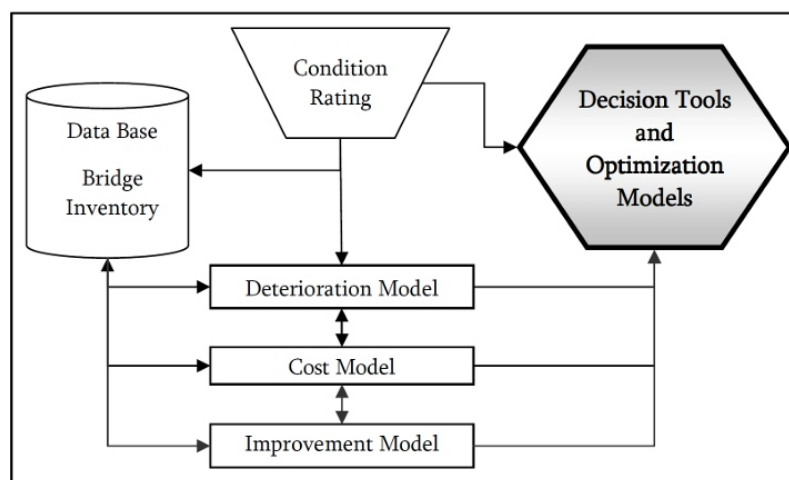 Condition
Rating
Data Base
Bridge
Inventory
Decision Tools
and
Optimization
Models
Deterioration Model
Cost Model
Improvement Model